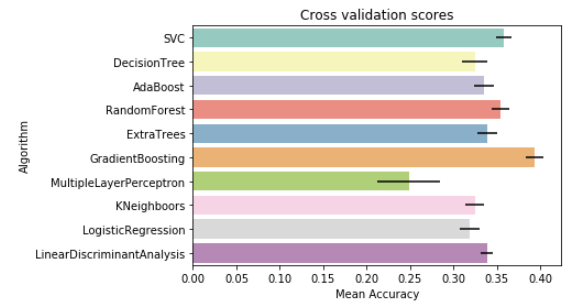 Cross validation scores
Algorithm
SVC
DecisionTree
AdaBoost
RandomForest
ExtraTrees
GradientBoosting
MultipleLayerPerceptron
KNeighboors
LogisticRegression
LinearDiscriminantAnalysis
0.00 0.05 0.10 0.15 0.20 0.25 0.30 0.35 0.40
Mean Accuracy